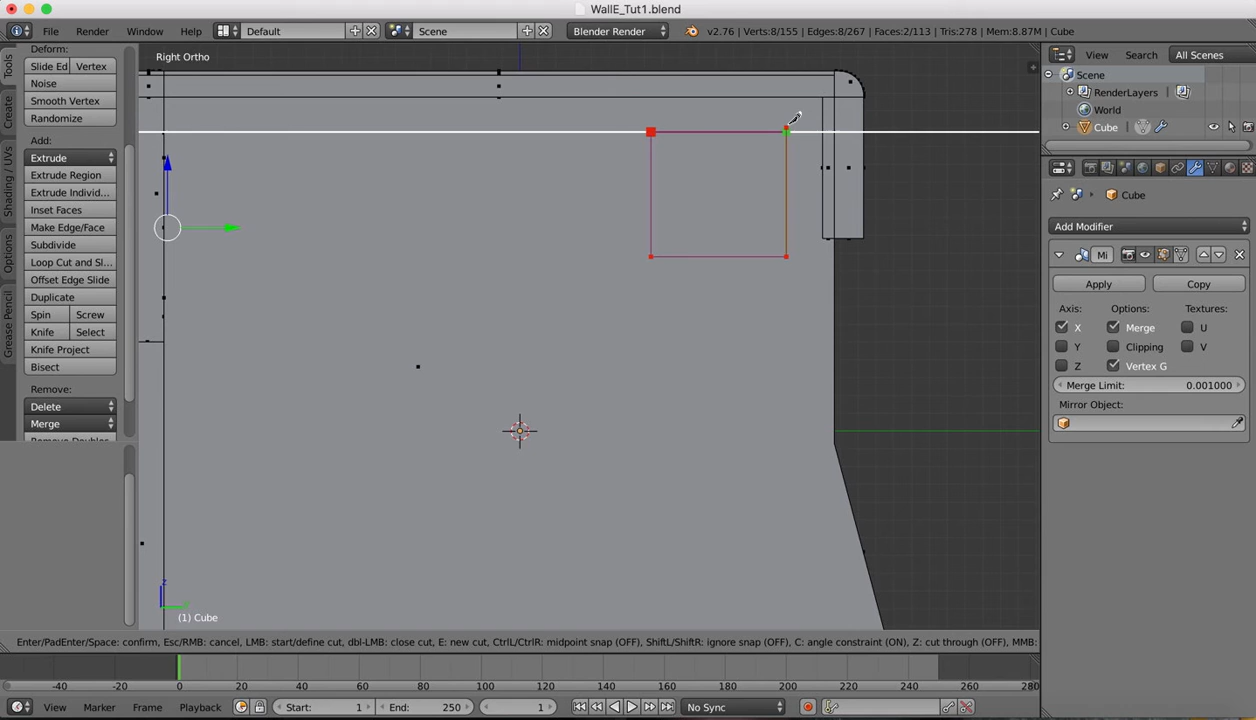 WallE_Tut1.blend
File Render Window Help Default Scene Blender Render v2.76 | Verts:8/155 | Edges:8/267 | Faces:2/113 | Tris:278 | Mem:8.87M | Cube
Tools
Create
Shading / UVs
Options
Grease Pencil
Deform:
Slide Ed Vertex
Noise
Smooth Vertex
Randomize
Add:
Extrude
Extrude Region
Extrude Individ...
Inset Faces
Make Edge/Face
Subdivide
Loop Cut and Sl...
Offset Edge Slide
Duplicate
Spin Screw
Knife Select
Knife Project
Bisect
Remove:
Delete
Merge
Remove Doubles
Right Ortho
z
(1) Cube
View Search All Scenes
Scene
RenderLayers
World
Cube
Cube
Add Modifier
Mi
Apply Copy
Axis: Options: Textures:
X Merge U
Y Clipping V
Z Vertex G
Merge Limit: 0.001000
Mirror Object:
Enter/PadEnter/Space: confirm, Esc/RMB: cancel, LMB: start/define cut, dbl-LMB: close cut, E: new cut, CtrlL/CtrlR: midpoint snap (OFF), ShiftL/ShiftR: ignore snap (OFF), C: angle constraint (ON), Z: cut through (OFF), MMB:
-40 -20 0 20 40 60 80 100 120 140 160 180 200 220 240 260 280
View Marker Frame Playback Start: 1 End: 250 1 No Sync